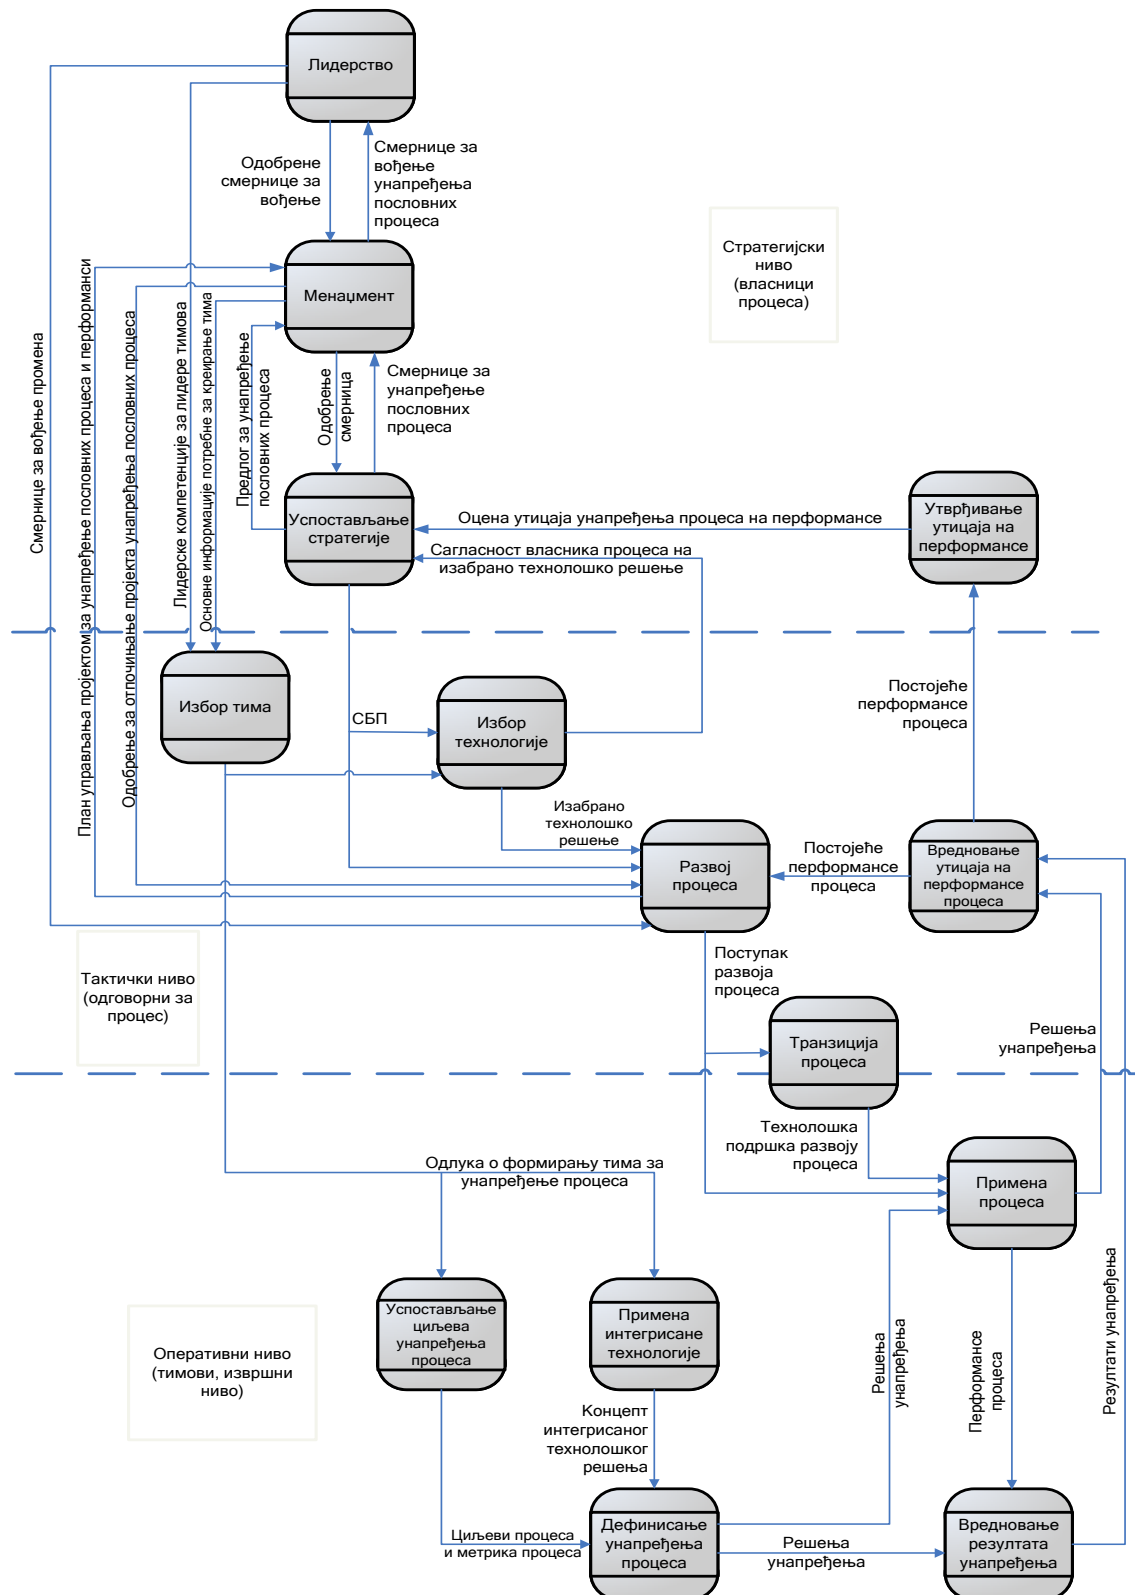 Лидерство
Одобрене
смернице за
вођење
Смернице за
вођење
унапређења
пословних
процеса
Стратегијски
ниво
(власници
процеса)
Менаџмент
Смернице за вођење промена
План управљања пројектом за унапређење пословних процеса и перформанси
Одобрење за отпочињање пројекта унапређења пословних процеса
Лидерске компетенције за лидере тимова
Основне информације потребне за креирање тима
Предлог за унапређење
пословних процеса
Одобрење
смерница
Смернице за
унапређење
пословних
процеса
Успостављање
стратегије
Оцена утицаја унапређења процеса на перформансе
Утврђивање
утицаја на
перформансе
Сагласност власника процеса на
изабрано технолошко решење
Избор тима
СБП
Избор
технологије
Постојеће
перформансе
процеса
Изабрано
технолошко
решење
Развој
процеса
Постојеће
перформансе
процеса
Вредновање
утицаја на
перформансе
процеса
Тактички ниво
(одговорни за
процес)
Поступак
развоја
процеса
Транзиција
процеса
Решења
унапређења
Технолошка
подршка развоју
процеса
Одлука о формирању тима за
унапређење процеса
Примена
процеса
Успостављање
циљева
унапређења
процеса
Примена
интегрисане
технологије
Оперативни ниво
(тимови, извршни
ниво)
Решења
унапређења
Перформансе
процеса
Резултати унапређења
Концепт
интегрисаног
технолошког
решења
Циљеви процеса
и метрика процеса
Дефинисање
унапређења
процеса
Решења
унапређења
Вредновање
резултата
унапређења